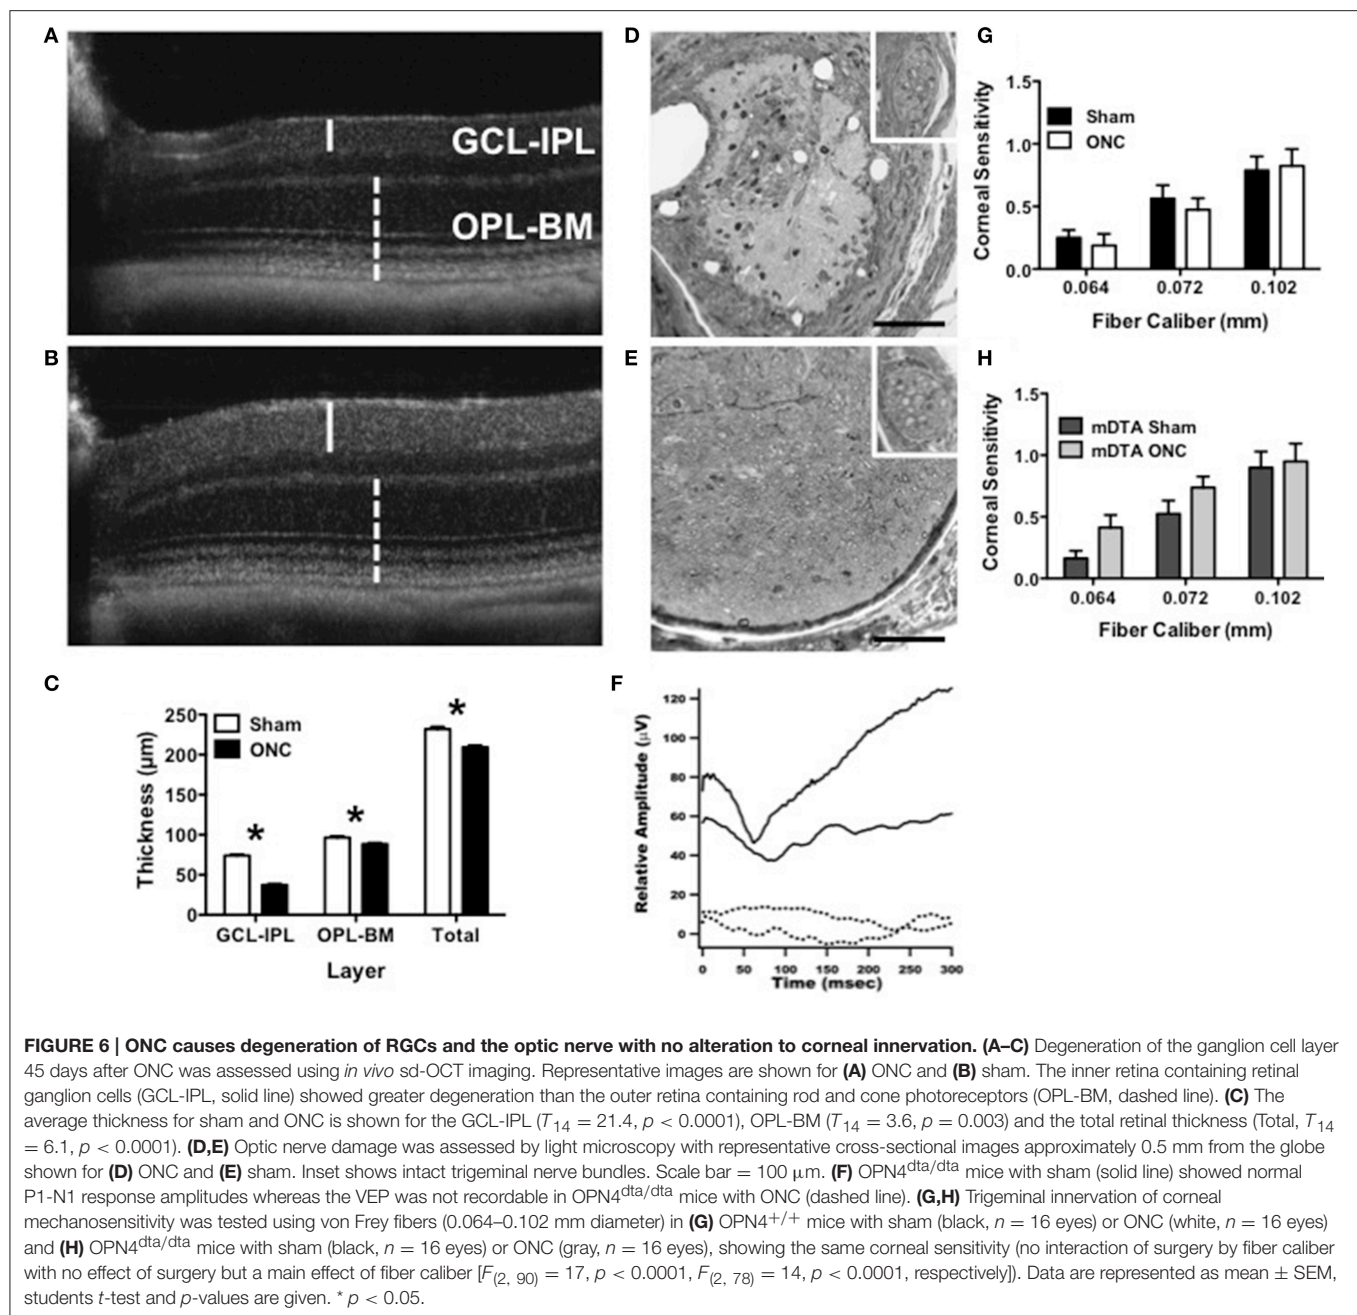 A
GCL-IPL
OPL-BM
B
C
250
200
150
100
50
0
Thickness (µm)
Sham
ONC
*
*
*
GCL-IPL OPL-BM Total
Layer
D
E
F
120
100
80
60
40
20
0
Relative Amplitude (µV)
0 50 100 150 200 250 300
Time (msec)
G
1.5
1.0
0.5
0.0
Corneal Sensitivity
Sham
ONC
0.064 0.072 0.102
Fiber Caliber (mm)
H
1.5
1.0
0.5
0.0
Corneal Sensitivity
mDTA Sham
mDTA ONC
0.064 0.072 0.102
Fiber Caliber (mm)
FIGURE 6 | ONC causes degeneration of RGCs and the optic nerve with no alteration to corneal innervation. (A–C) Degeneration of the ganglion cell layer
45 days after ONC was assessed using in vivo sd-OCT imaging. Representative images are shown for (A) ONC and (B) sham. The inner retina containing retinal
ganglion cells (GCL-IPL, solid line) showed greater degeneration than the outer retina containing rod and cone photoreceptors (OPL-BM, dashed line). (C) The
average thickness for sham and ONC is shown for the GCL-IPL (T14 = 21.4, p < 0.0001), OPL-BM (T14 = 3.6, p = 0.003) and the total retinal thickness (Total, T14
= 6.1, p < 0.0001). (D,E) Optic nerve damage was assessed by light microscopy with representative cross-sectional images approximately 0.5 mm from the globe
shown for (D) ONC and (E) sham. Inset shows intact trigeminal nerve bundles. Scale bar = 100 µm. (F) OPN4dta/dta mice with sham (solid line) showed normal
P1-N1 response amplitudes whereas the VEP was not recordable in OPN4dta/dta mice with ONC (dashed line). (G,H) Trigeminal innervation of corneal
mechanosensitivity was tested using von Frey fibers (0.064–0.102 mm diameter) in (G) OPN4+/+ mice with sham (black, n = 16 eyes) or ONC (white, n = 16 eyes)
and (H) OPN4dta/dta mice with sham (black, n = 16 eyes) or ONC (gray, n = 16 eyes), showing the same corneal sensitivity (no interaction of surgery by fiber caliber
with no effect of surgery but a main effect of fiber caliber [F(2, 90) = 17, p < 0.0001, F(2, 78) = 14, p < 0.0001, respectively]). Data are represented as mean ± SEM,
students t-test and p-values are given. * p < 0.05.